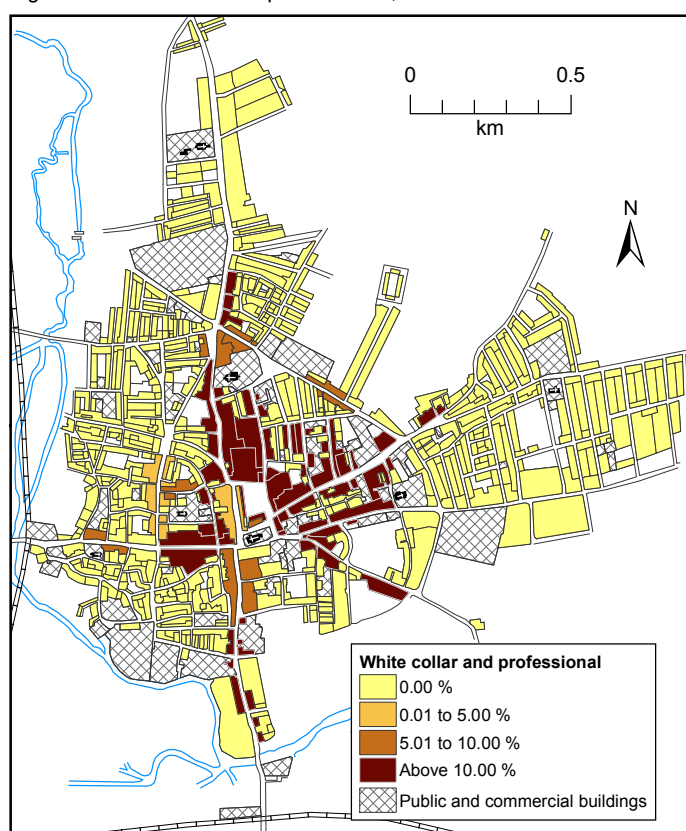 0 0.5
km
N
White collar and professional
0.00 %
0.01 to 5.00 %
5.01 to 10.00 %
Above 10.00 %
Public and commercial buildings